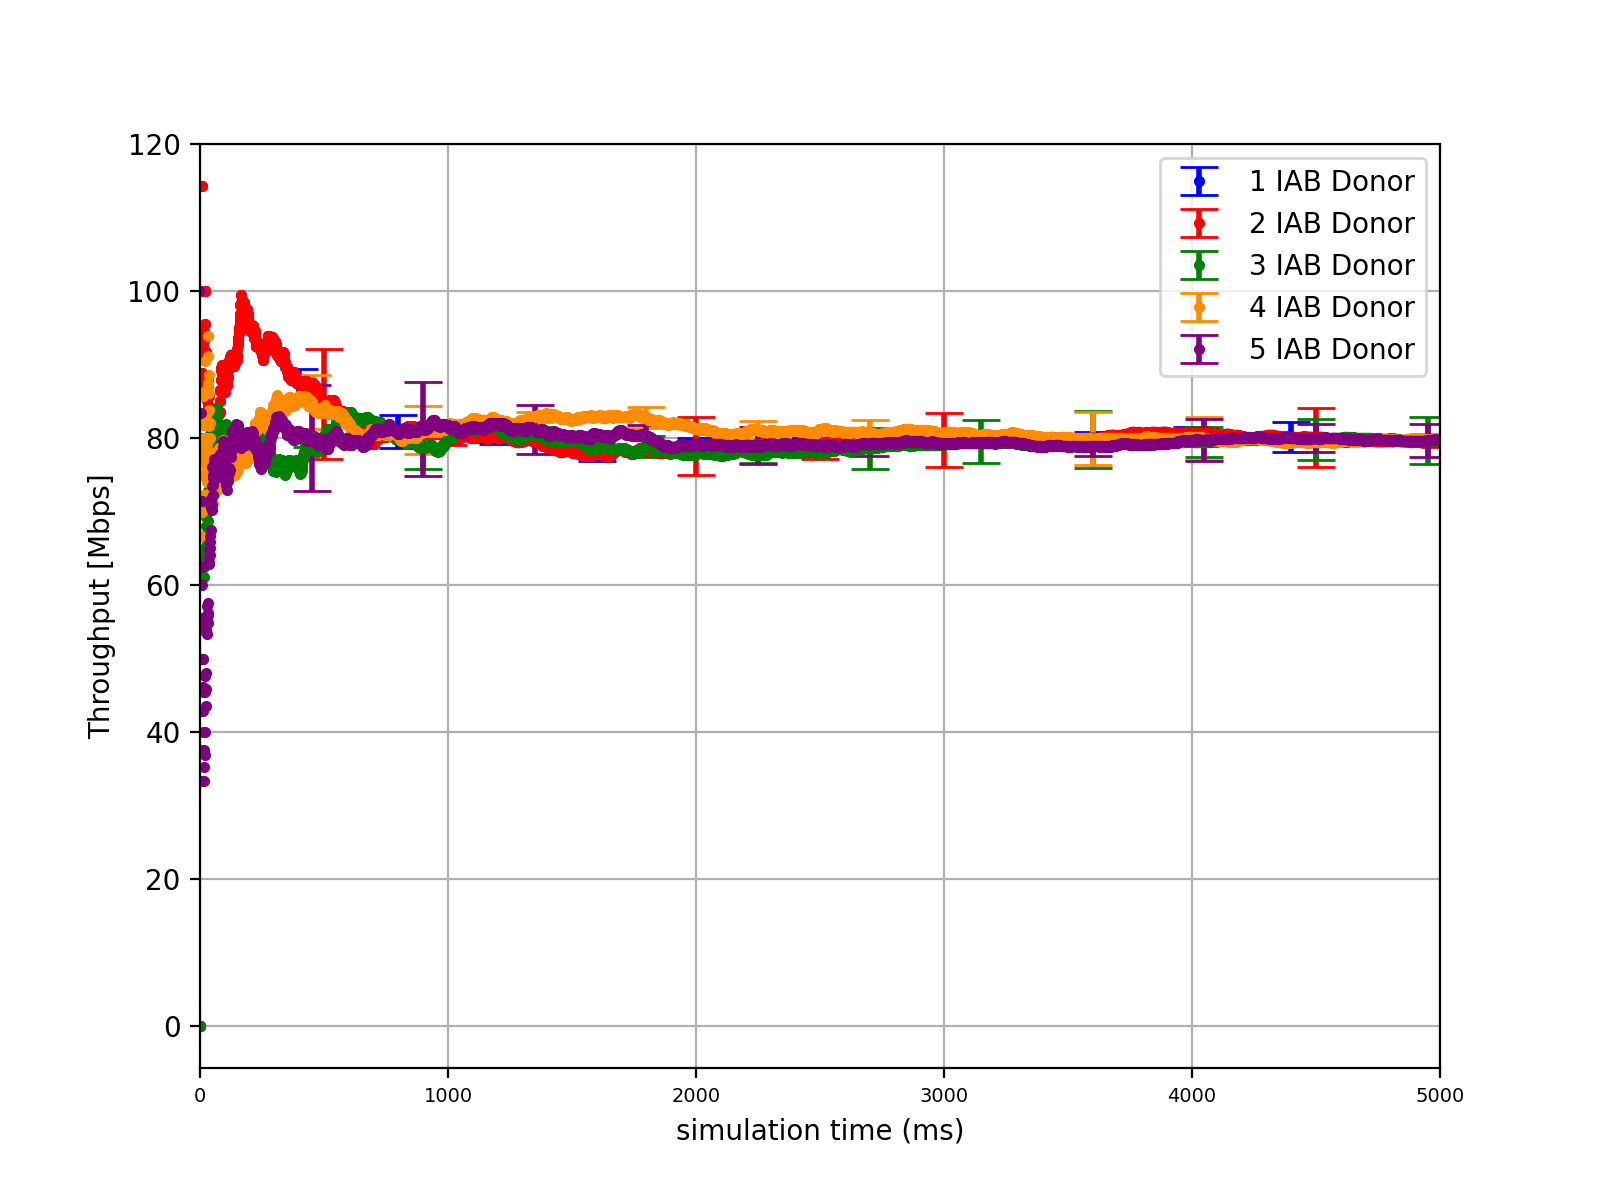 120
100
80
60
40
20
0
Throughput [Mbps]
1 IAB Donor
2 IAB Donor
3 IAB Donor
4 IAB Donor
5 IAB Donor
0 1000 2000 3000 4000 5000
simulation time (ms)